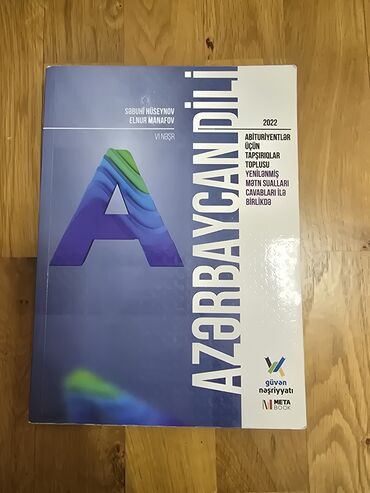 SƏBUHİ HÜSEYNOV
ELNUR MANAFOV
VI NƏŞR
A
AZƏRBAYCAN DİLİ
2022
ABİTURİYENTLƏR
ÜÇÜN
TAPŞIRIQLAR
TOPLUSU
YENİLƏNMİŞ
MƏTN SUALLARI
CAVABLARI İLƏ
BİRLİKDƏ
güvən
nəşriyyatı
META
BOOK